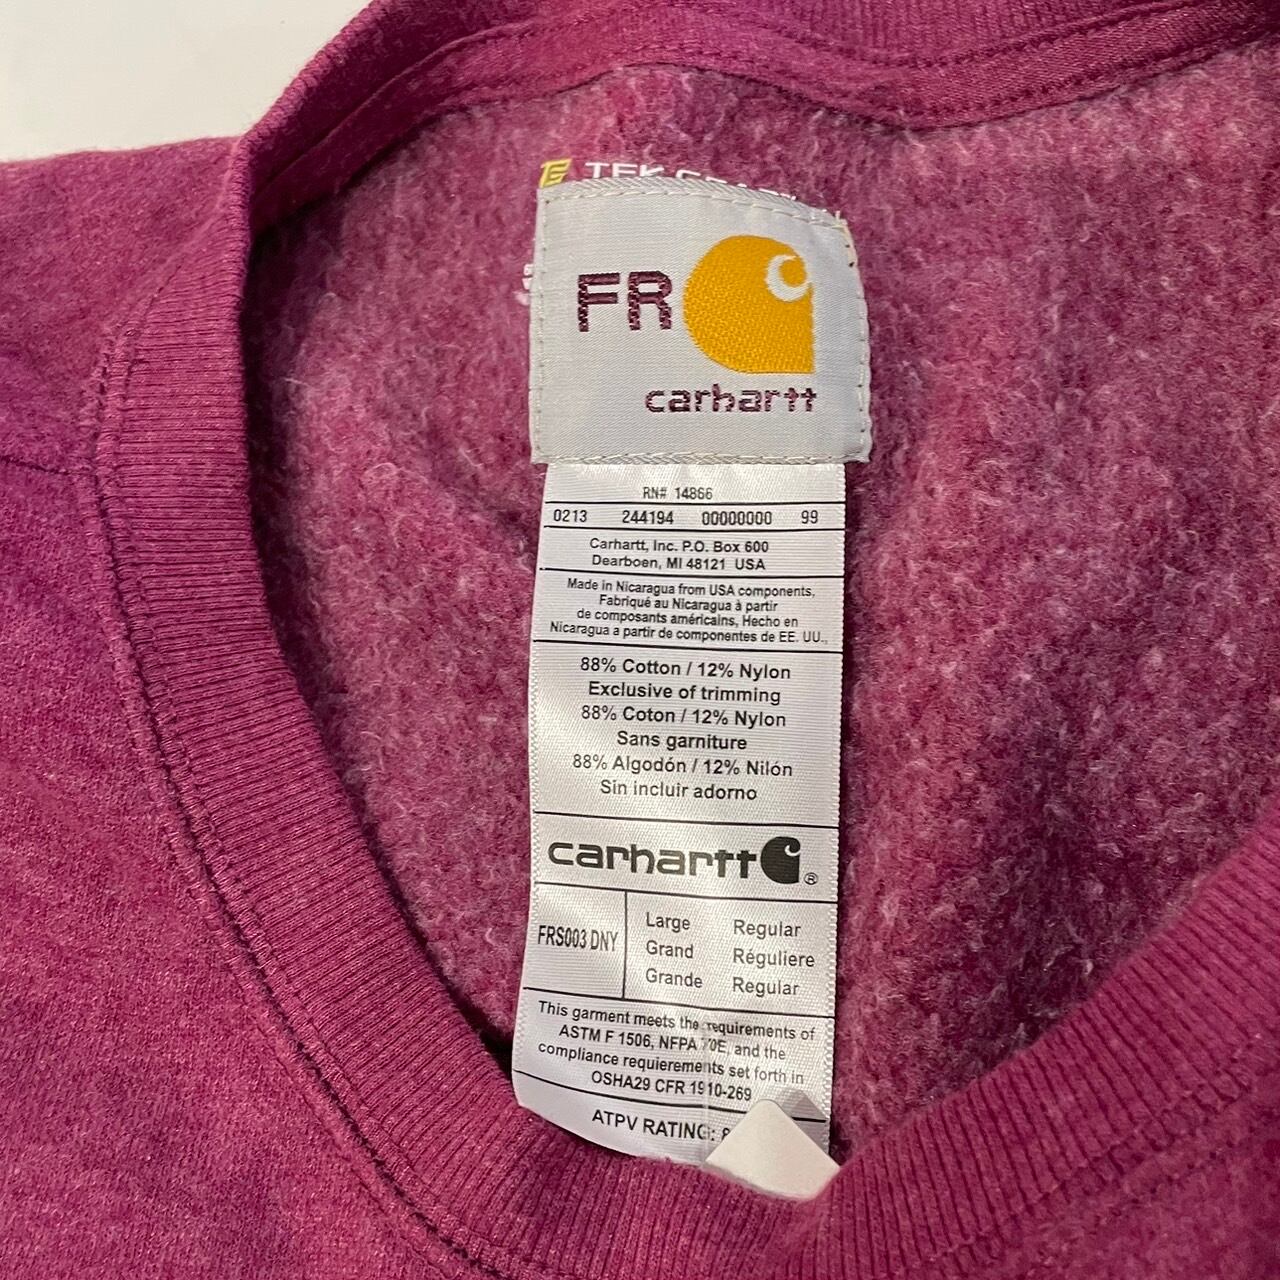 FR
carhartt
RN# 14866
0213 244194 00000000 99
Carhartt, Inc. P.O. Box 600
Dearboen, MI 48121 USA
Made in Nicaragua from USA components,
Fabriqué au Nicaragua à partir
de composants américains, Hecho en
Nicaragua a partir de componentes de EE. UU.,
88% Cotton / 12% Nylon
Exclusive of trimming
88% Coton / 12% Nylon
Sans garniture
88% Algodón / 12% Nilón
Sin incluir adorno
carhartt ®
FRS003 DNY
Large Regular
Grand Réguliere
Grande Regular
This garment meets the requirements of
ASTM F 1506, NFPA 70E, and the
compliance requierements set forth in
OSHA29 CFR 1910-269
ATPV RATING: